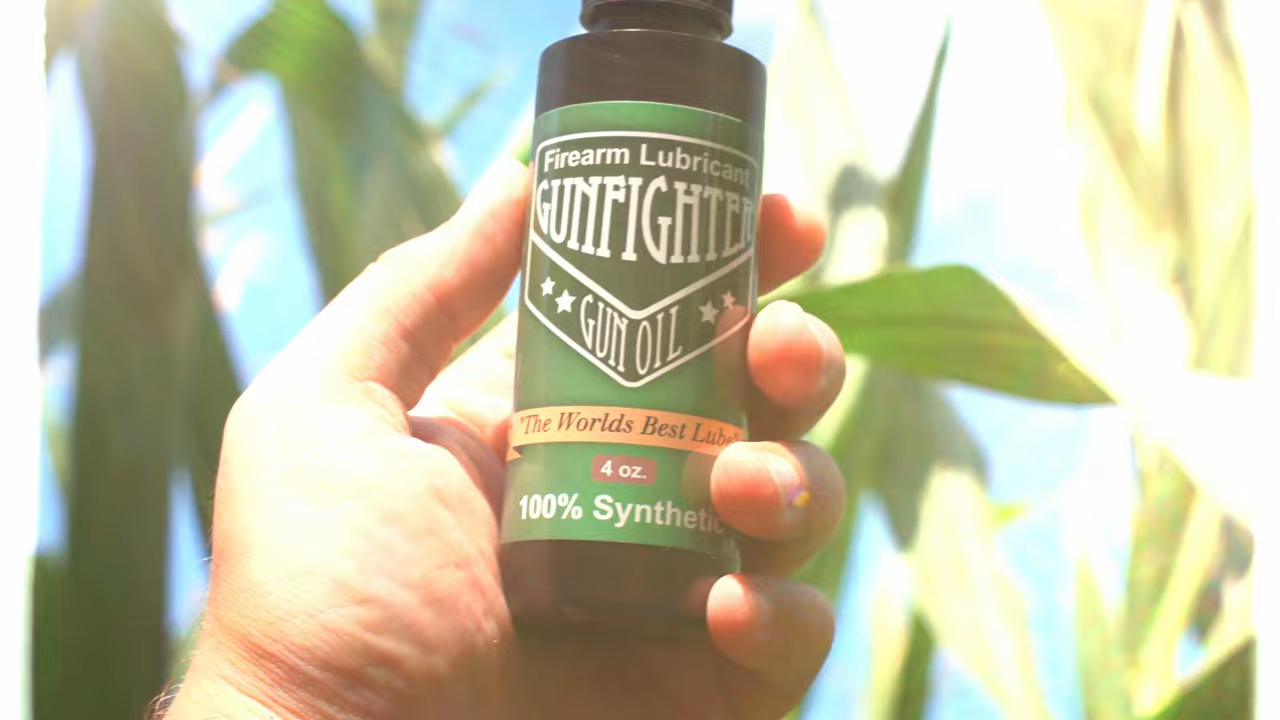 Firearm Lubricant
GUNFIGHTER
GUN OIL
"The Worlds Best Lube"
4 oz.
100% Synthetic